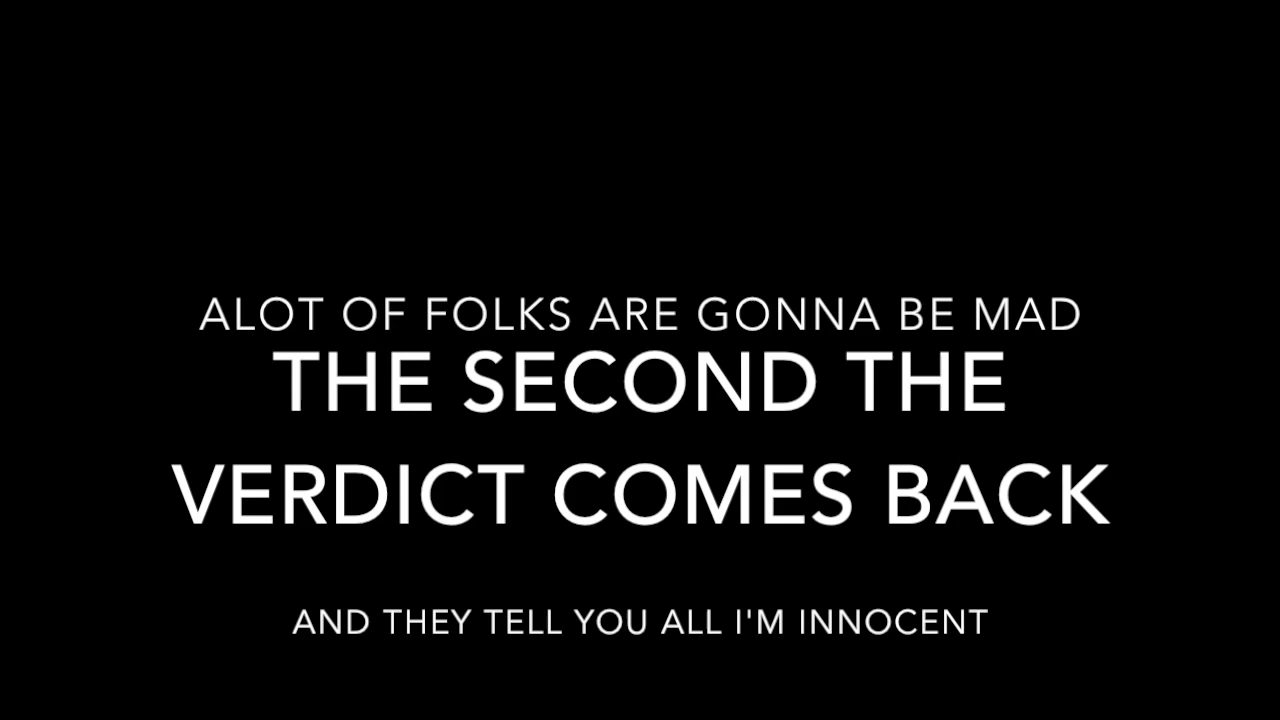 ALOT OF FOLKS ARE GONNA BE MAD
THE SECOND THE
VERDICT COMES BACK
AND THEY TELL YOU ALL I'M INNOCENT